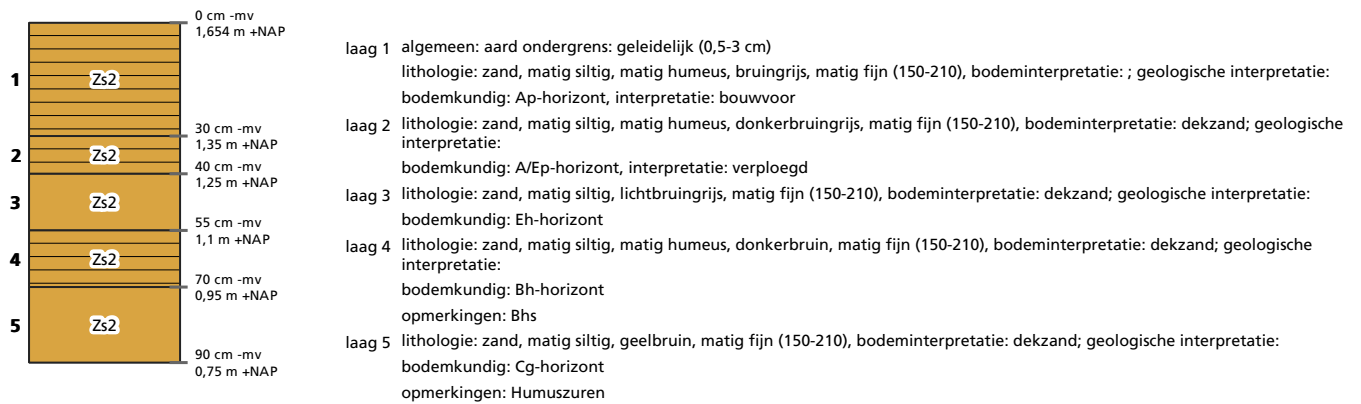 0 cm -mv
1,654 m +NAP
1
Zs2
30 cm -mv
1,35 m +NAP
2
Zs2
40 cm -mv
1,25 m +NAP
3
Zs2
55 cm -mv
1,1 m +NAP
4
Zs2
70 cm -mv
0,95 m +NAP
5
Zs2
90 cm -mv
0,75 m +NAP
laag 1 algemeen: aard ondergrens: geleidelijk (0,5-3 cm)
lithologie: zand, matig siltig, matig humeus, bruingrijs, matig fijn (150-210), bodeminterpretatie: ; geologische interpretatie:
bodemkundig: Ap-horizont, interpretatie: bouwvoor
laag 2 lithologie: zand, matig siltig, matig humeus, donkerbruingrijs, matig fijn (150-210), bodeminterpretatie: dekzand; geologische
interpretatie:
bodemkundig: A/Ep-horizont, interpretatie: verploegd
laag 3 lithologie: zand, matig siltig, lichtbruingrijs, matig fijn (150-210), bodeminterpretatie: dekzand; geologische interpretatie:
bodemkundig: Eh-horizont
laag 4 lithologie: zand, matig siltig, matig humeus, donkerbruin, matig fijn (150-210), bodeminterpretatie: dekzand; geologische
interpretatie:
bodemkundig: Bh-horizont
opmerkingen: Bhs
laag 5 lithologie: zand, matig siltig, geelbruin, matig fijn (150-210), bodeminterpretatie: dekzand; geologische interpretatie:
bodemkundig: Cg-horizont
opmerkingen: Humuszuren